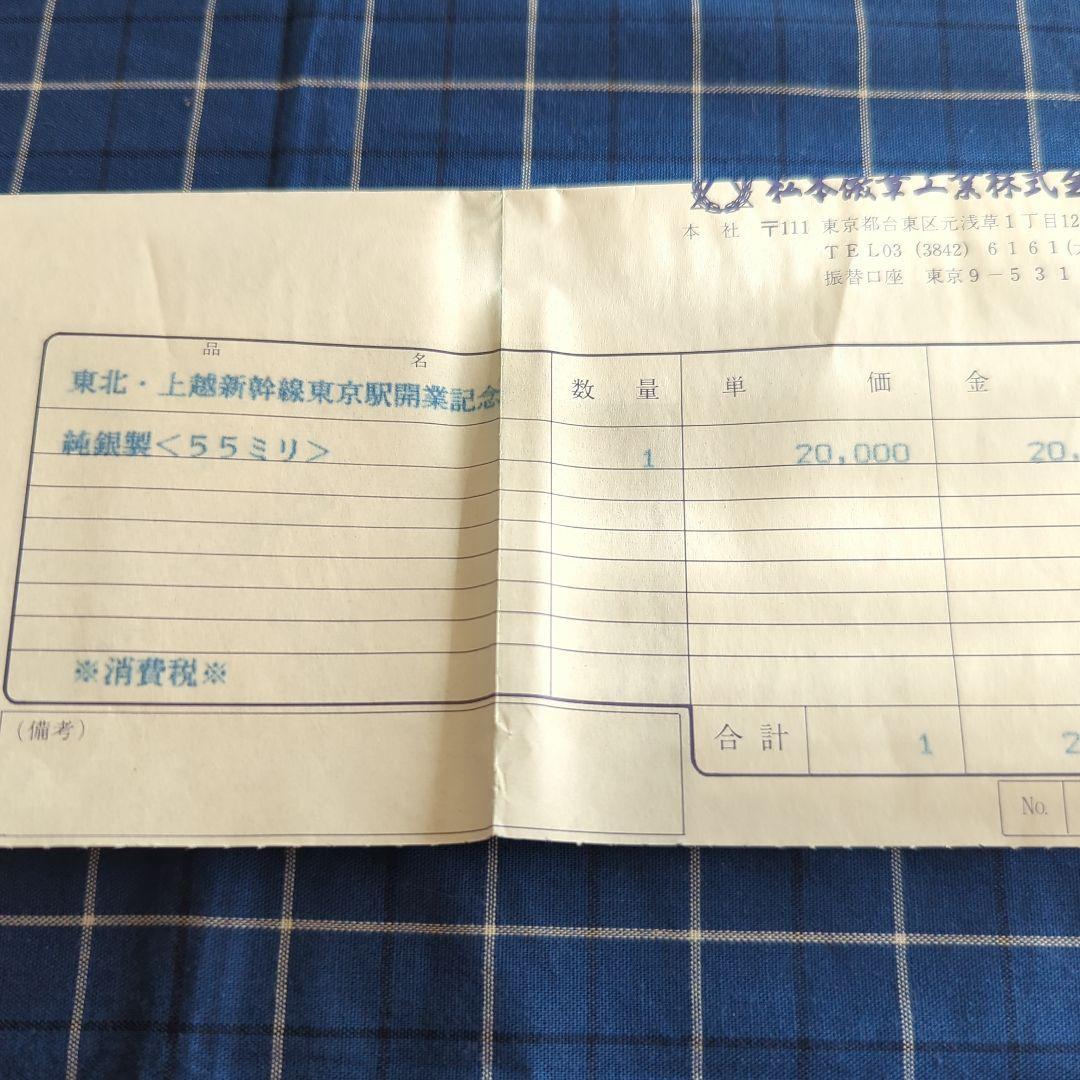 松本徽章工業株式会
本 社 〒111 東京都台東区元浅草1丁目12
TEL03 (3842) 6161(
振替口座 東京9-531
品 名 数 量 単 価 金
東北・上越新幹線東京駅開業記念
純銀製<55ミリ> 1 20,000 20,
※消費税※
(備考)
合計 1 2
No.